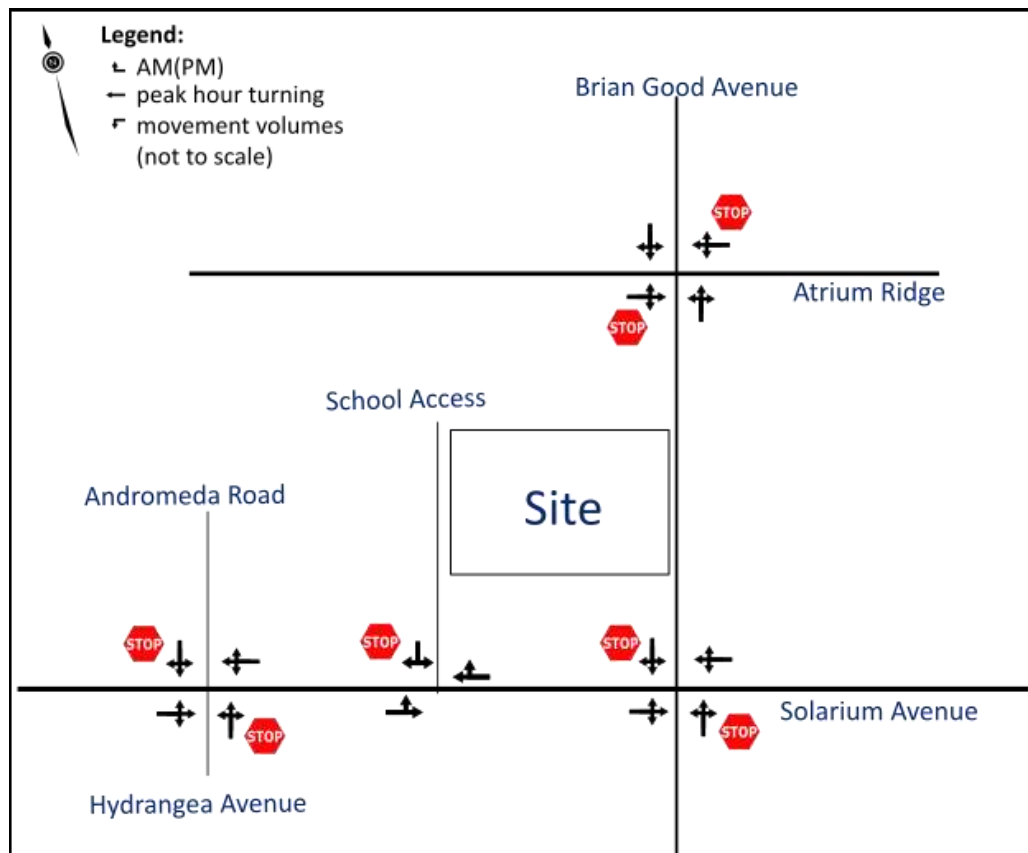 Legend:
AM(PM)
peak hour turning
movement volumes
(not to scale)
N
Brian Good Avenue
STOP
Atrium Ridge
STOP
School Access
Site
Andromeda Road
STOP
STOP
STOP
Solarium Avenue
STOP
STOP
Hydrangea Avenue